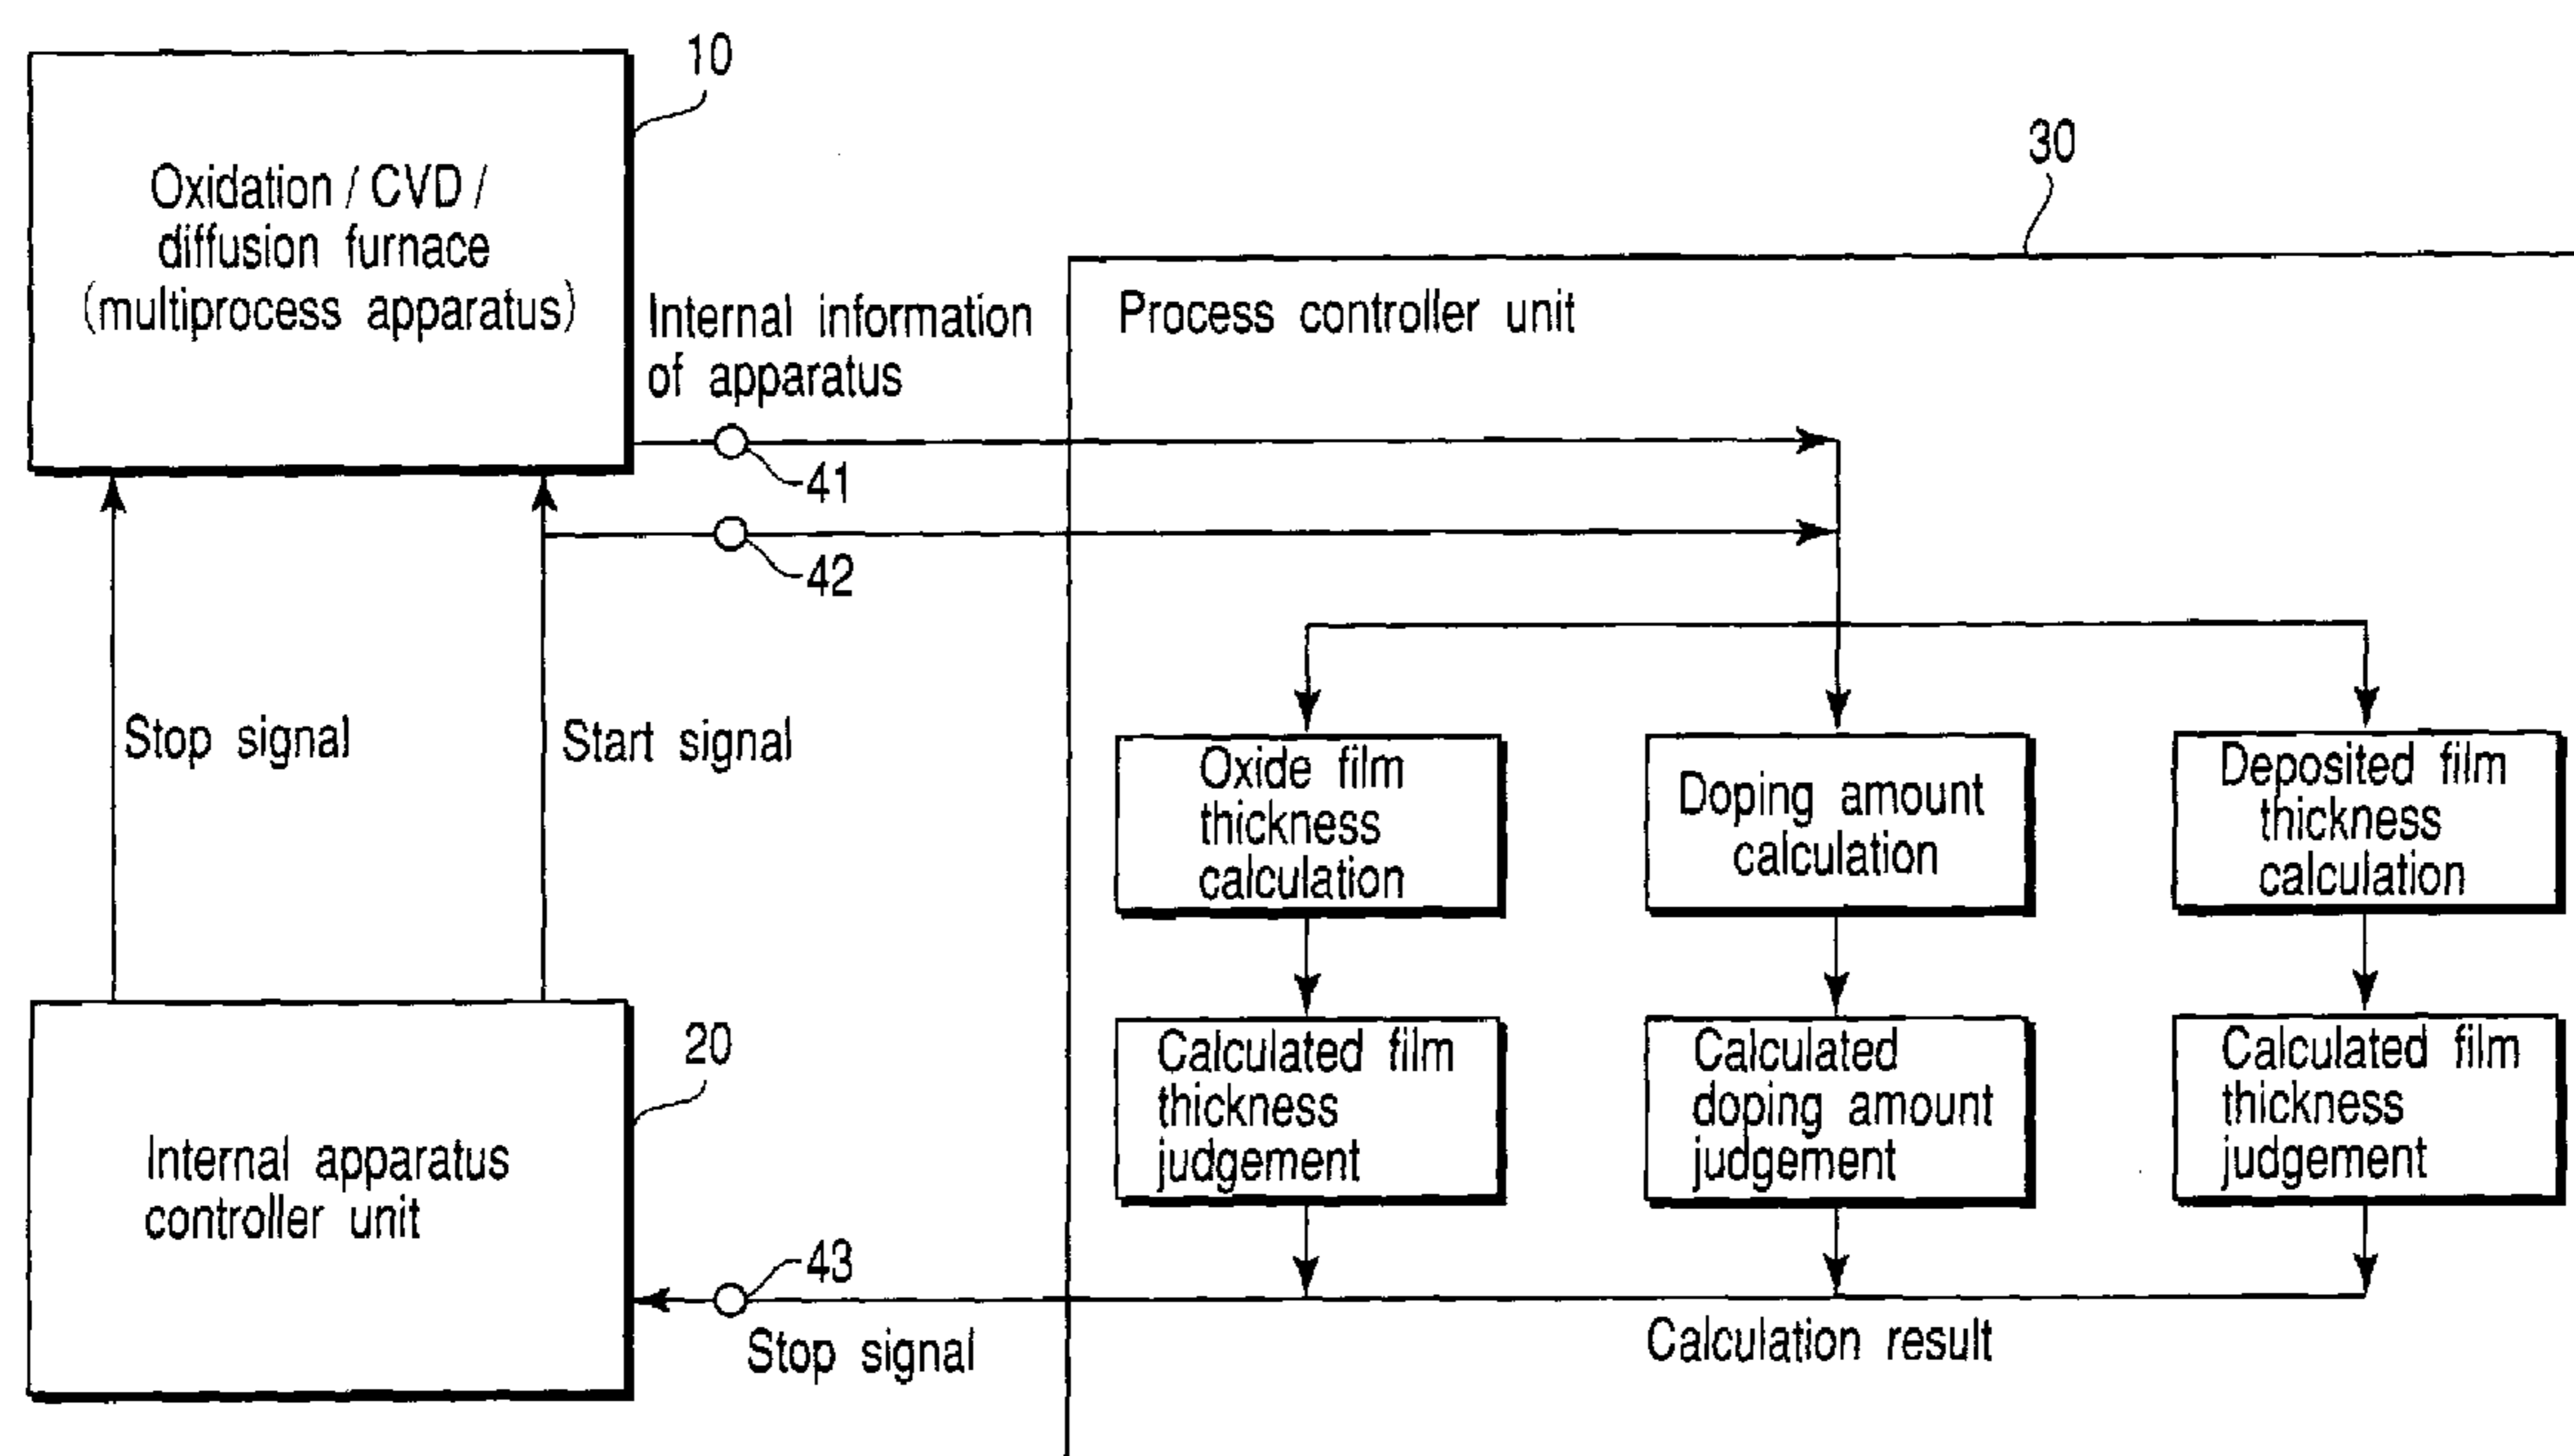 10
Oxidation / CVD /
diffusion furnace
(multiprocess apparatus)
30
Internal information
of apparatus
Process controller unit
41
42
Stop signal
Start signal
Oxide film
thickness
calculation
Doping amount
calculation
Deposited film
thickness
calculation
20
Internal apparatus
controller unit
Calculated film
thickness
judgement
Calculated
doping amount
judgement
Calculated film
thickness
judgement
43
Stop signal
Calculation result